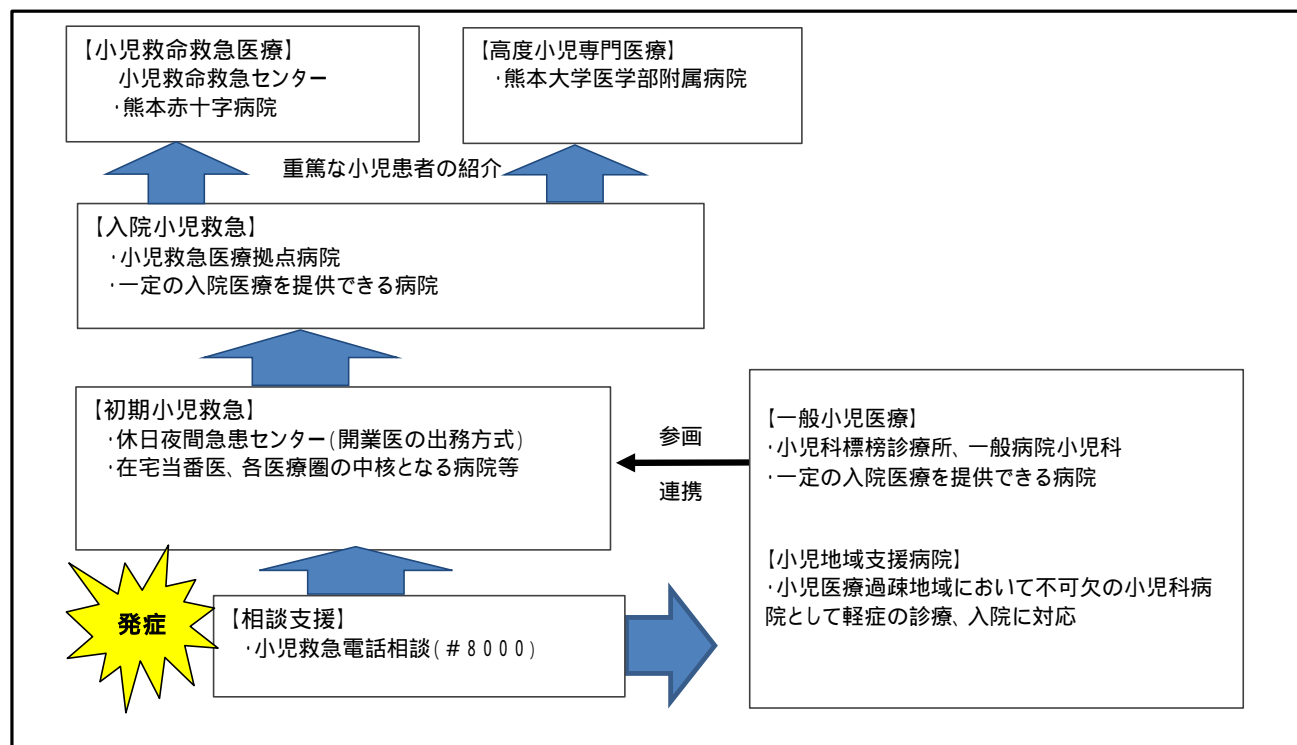 【小児救命救急医療】
小児救命救急センター
・熊本赤十字病院
【高度小児専門医療】
・熊本大学医学部附属病院
重篤な小児患者の紹介
【入院小児救急】
・小児救急医療拠点病院
・一定の入院医療を提供できる病院
【初期小児救急】
・休日夜間急患センター(開業医の出務方式)
・在宅当番医、各医療圏の中核となる病院等
参画
連携
【一般小児医療】
・小児科標榜診療所、一般病院小児科
・一定の入院医療を提供できる病院
【小児地域支援病院】
・小児医療過疎地域において不可欠の小児科病
院として軽症の診療、入院に対応
発症
【相談支援】
・小児救急電話相談(#8000)